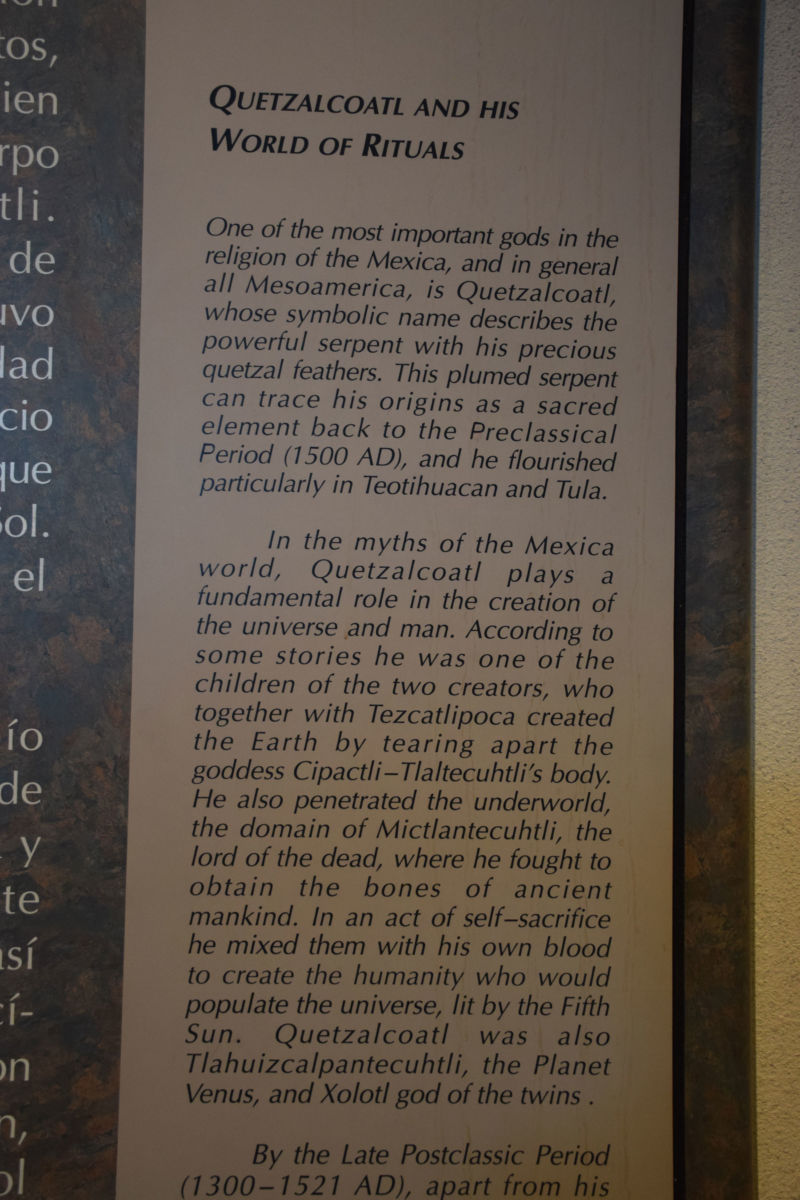 tos,
ien
rpo
tli.
de
uvo
dad
cio
que
Sol.
el
ío
de
y
te
así
cí-
on
n,
ol
QUETZALCOATL AND HIS
WORLD OF RITUALS
One of the most important gods in the
religion of the Mexica, and in general
all Mesoamerica, is Quetzalcoatl,
whose symbolic name describes the
powerful serpent with his precious
quetzal feathers. This plumed serpent
can trace his origins as a sacred
element back to the Preclassical
Period (1500 AD), and he flourished
particularly in Teotihuacan and Tula.
In the myths of the Mexica
world, Quetzalcoatl plays a
fundamental role in the creation of
the universe and man. According to
some stories he was one of the
children of the two creators, who
together with Tezcatlipoca created
the Earth by tearing apart the
goddess Cipactli–Tlaltecuhtli's body.
He also penetrated the underworld,
the domain of Mictlantecuhtli, the
lord of the dead, where he fought to
obtain the bones of ancient
mankind. In an act of self–sacrifice
he mixed them with his own blood
to create the humanity who would
populate the universe, lit by the Fifth
Sun. Quetzalcoatl was also
Tlahuizcalpantecuhtli, the Planet
Venus, and Xolotl god of the twins .
By the Late Postclassic Period
(1300–1521 AD), apart from his